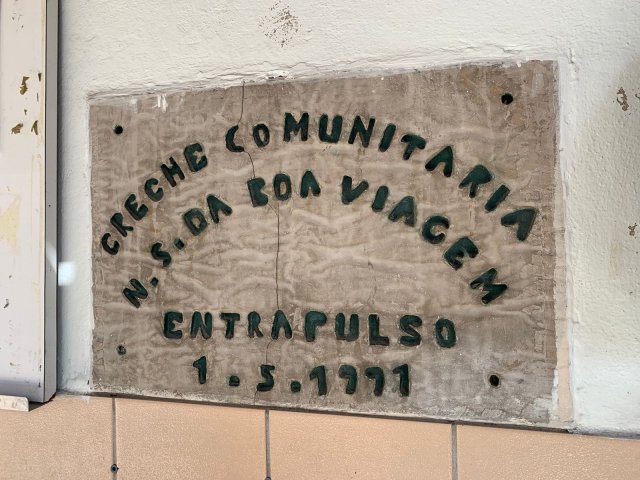 CRECHE COMUNITARIA
N.S. DA BOA VIAGEM
ENTRAPULSO
1.5.1991